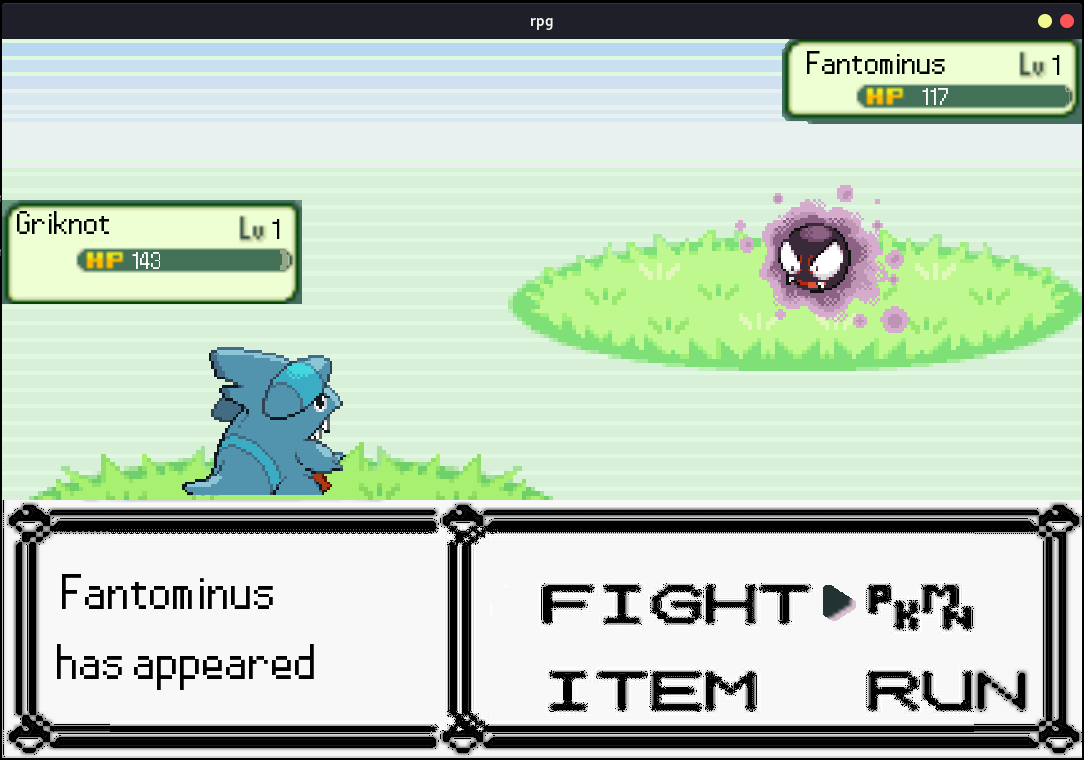 rpg
Fantominus Lv 1
HP 117
Griknot Lv 1
HP 143
Fantominus
has appeared
FIGHT PKMN
ITEM RUN